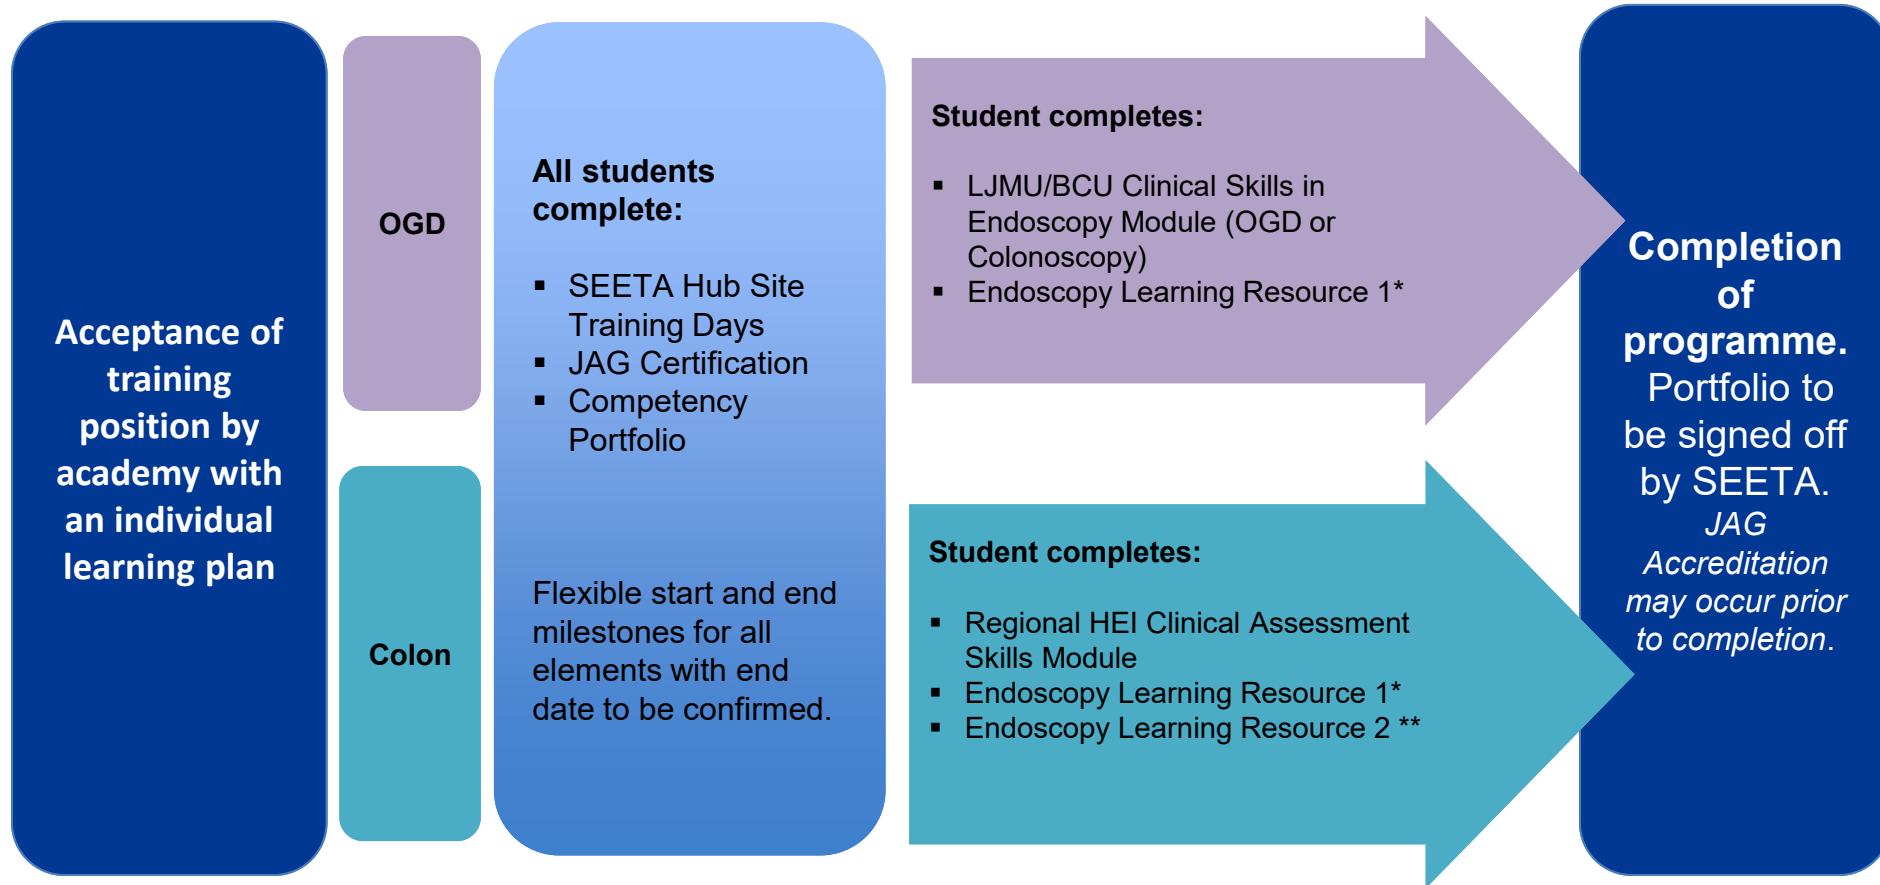 Acceptance of
training
position by
academy with
an individual
learning plan
OGD
Colon
All students
complete:
▪ SEETA Hub Site
Training Days
▪ JAG Certification
▪ Competency
Portfolio
Flexible start and end
milestones for all
elements with end
date to be confirmed.
Student completes:
▪ LJMU/BCU Clinical Skills in
Endoscopy Module (OGD or
Colonoscopy)
▪ Endoscopy Learning Resource 1*
Student completes:
▪ Regional HEI Clinical Assessment
Skills Module
▪ Endoscopy Learning Resource 1*
▪ Endoscopy Learning Resource 2 **
Completion
of
programme.
Portfolio to
be signed off
by SEETA.
JAG
Accreditation
may occur prior
to completion.